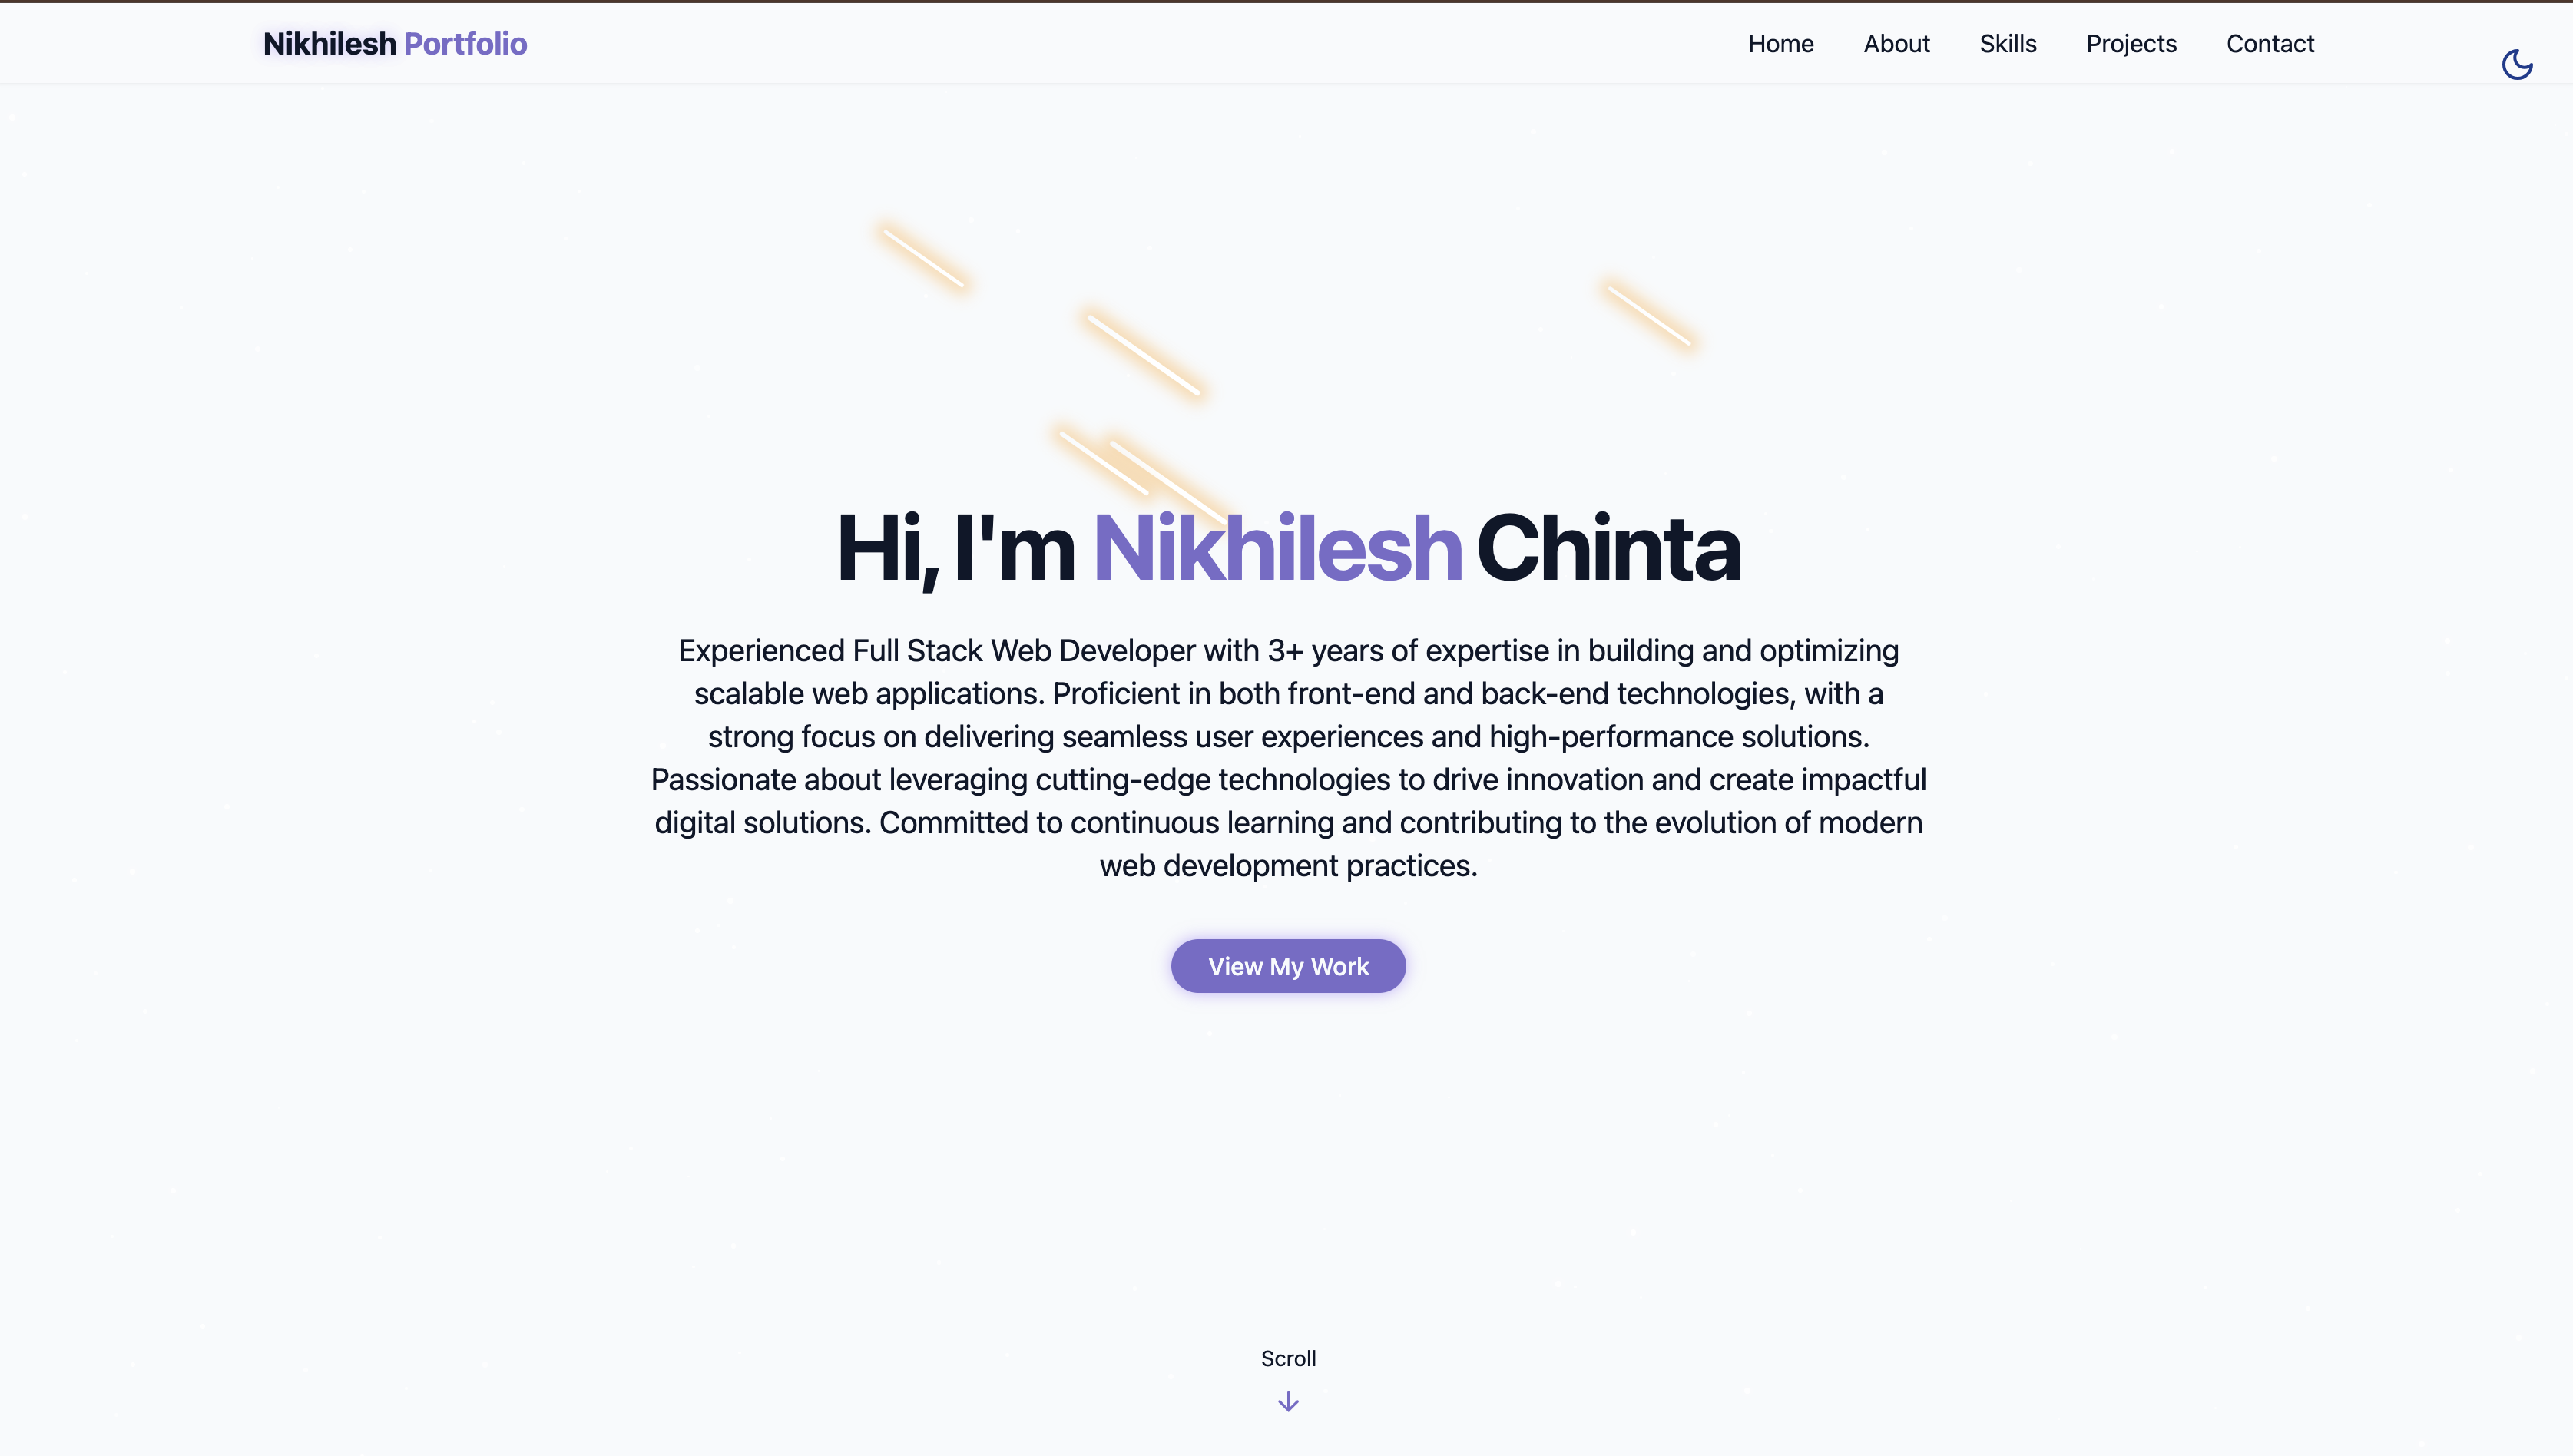 Nikhilesh Portfolio
Home About Skills Projects Contact
Hi, I'm Nikhilesh Chinta
Experienced Full Stack Web Developer with 3+ years of expertise in building and optimizing
scalable web applications. Proficient in both front-end and back-end technologies, with a
strong focus on delivering seamless user experiences and high-performance solutions.
Passionate about leveraging cutting-edge technologies to drive innovation and create impactful
digital solutions. Committed to continuous learning and contributing to the evolution of modern
web development practices.
View My Work
Scroll